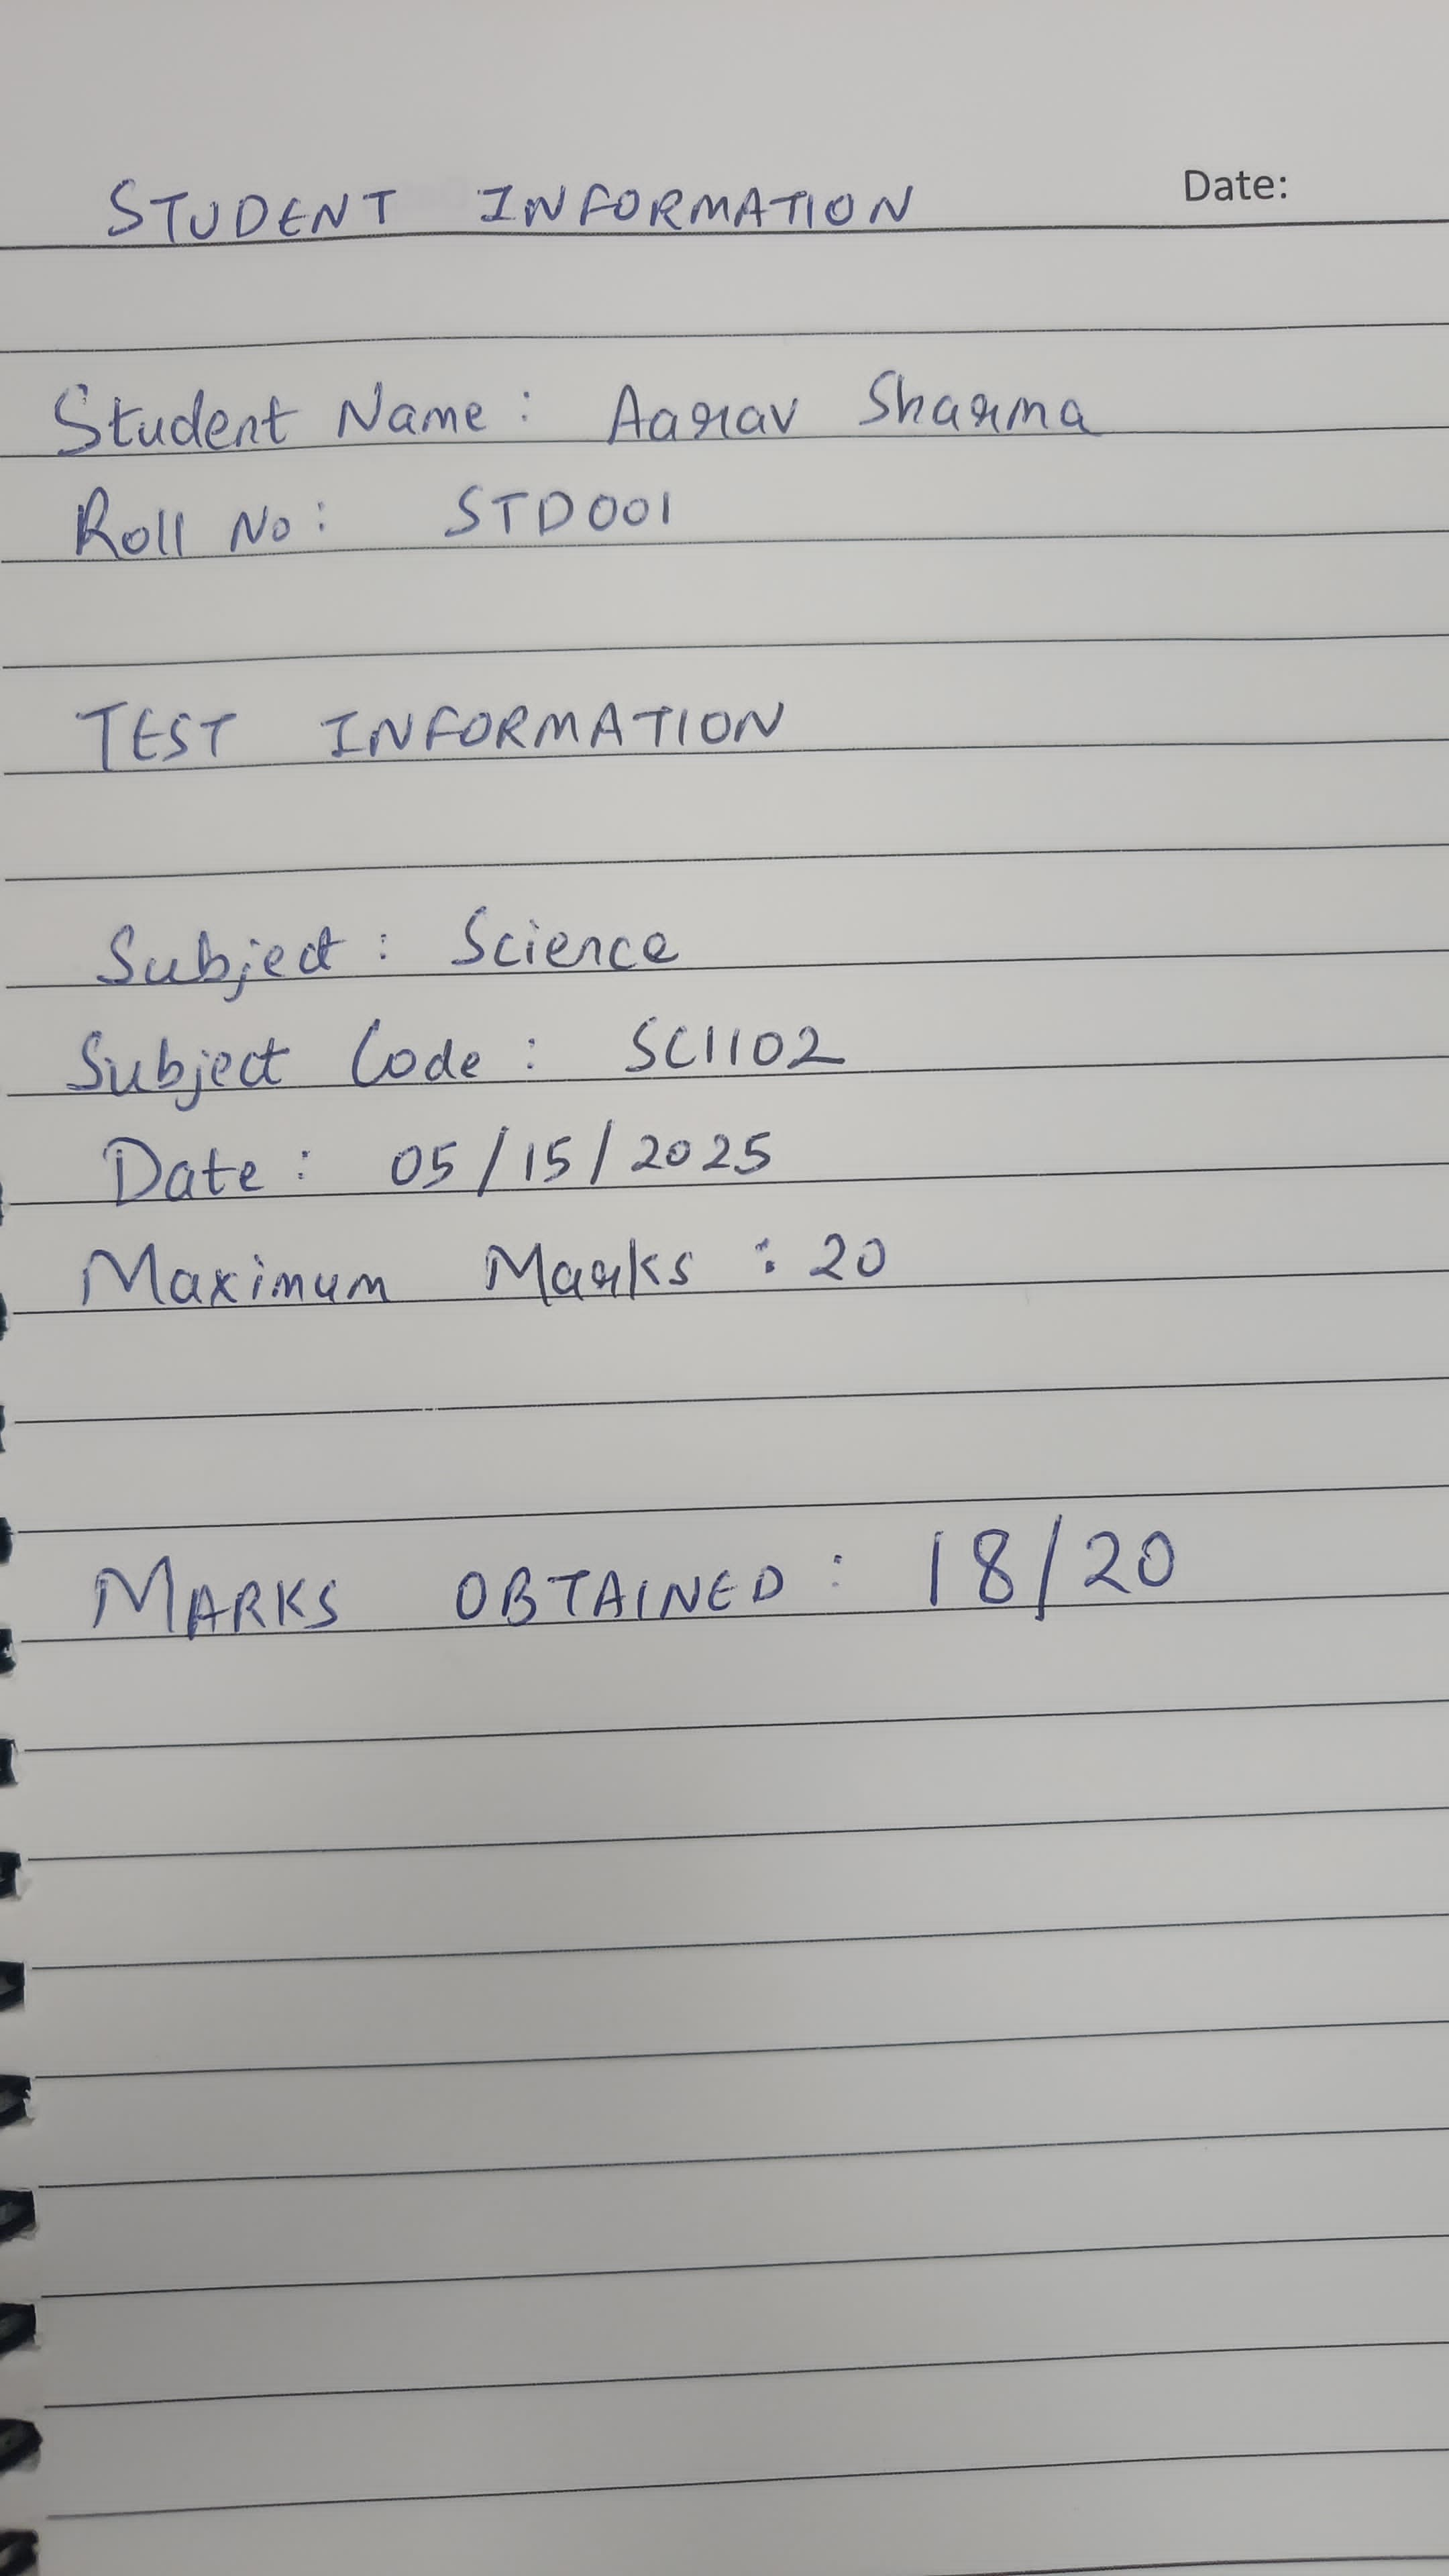 STUDENT INFORMATION Date:
Student Name : Aarav Sharma
Roll No : STD001
TEST INFORMATION
Subject : Science
Subject Code : SCI102
Date : 05/15/2025
Maximum Marks : 20
MARKS OBTAINED : 18/20